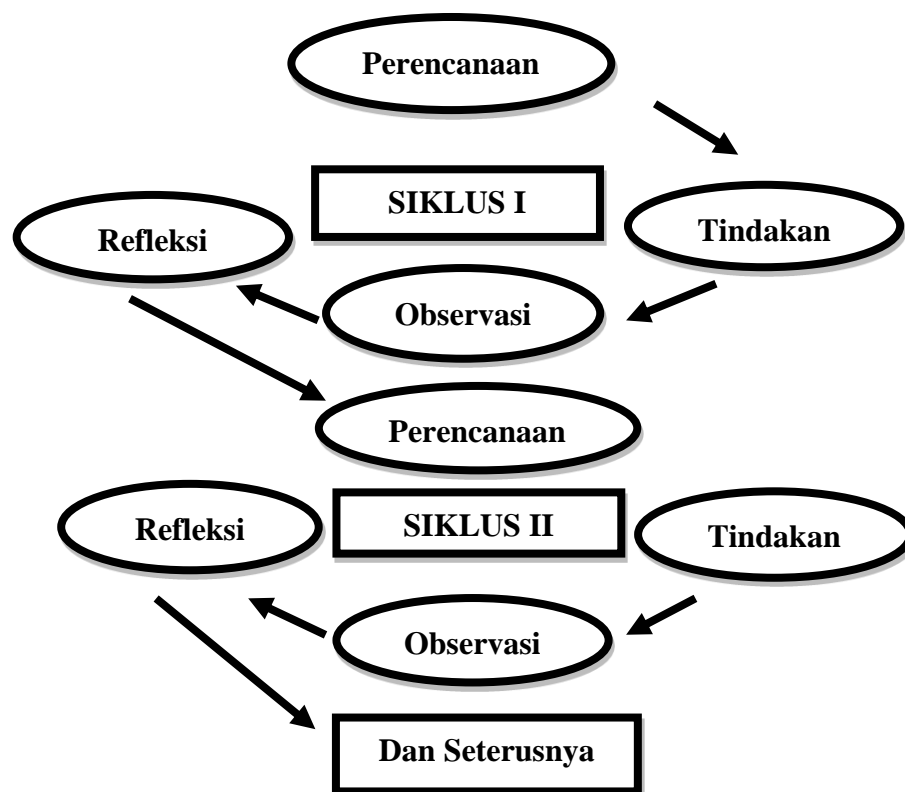 Perencanaan
SIKLUS I
Refleksi
Tindakan
Observasi
Perencanaan
Refleksi
SIKLUS II
Tindakan
Observasi
Dan Seterusnya